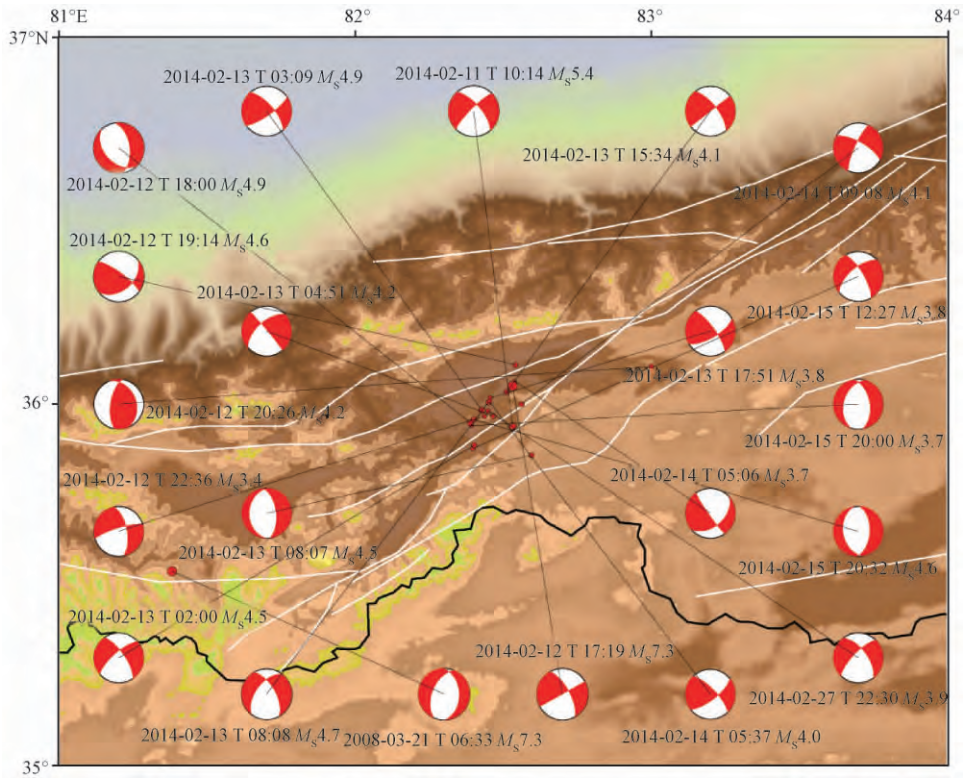 81°E
82°
83°
84°
37°N
2014-02-13 T 03:09 Ms4.9
2014-02-11 T 10:14 Ms5.4
2014-02-13 T 15:34 Ms4.1
2014-02-12 T 18:00 Ms4.9
2014-02-14 T 09:08 Ms4.1
2014-02-12 T 19:14 Ms4.6
2014-02-13 T 04:51 Ms4.2
2014-02-15 T 12:27 Ms3.8
2014-02-13 T 17:51 Ms3.8
36°
2014-02-12 T 20:26 Ms4.2
2014-02-15 T 20:00 Ms3.7
2014-02-12 T 22:36 Ms3.4
2014-02-14 T 05:06 Ms3.7
2014-02-13 T 08:07 Ms4.5
2014-02-15 T 20:32 Ms4.6
2014-02-13 T 02:00 Ms4.5
2014-02-12 T 17:19 Ms7.3
2014-02-27 T 22:30 Ms3.9
2014-02-13 T 08:08 Ms4.7
2008-03-21 T 06:33 Ms7.3
2014-02-14 T 05:37 Ms4.0
35°